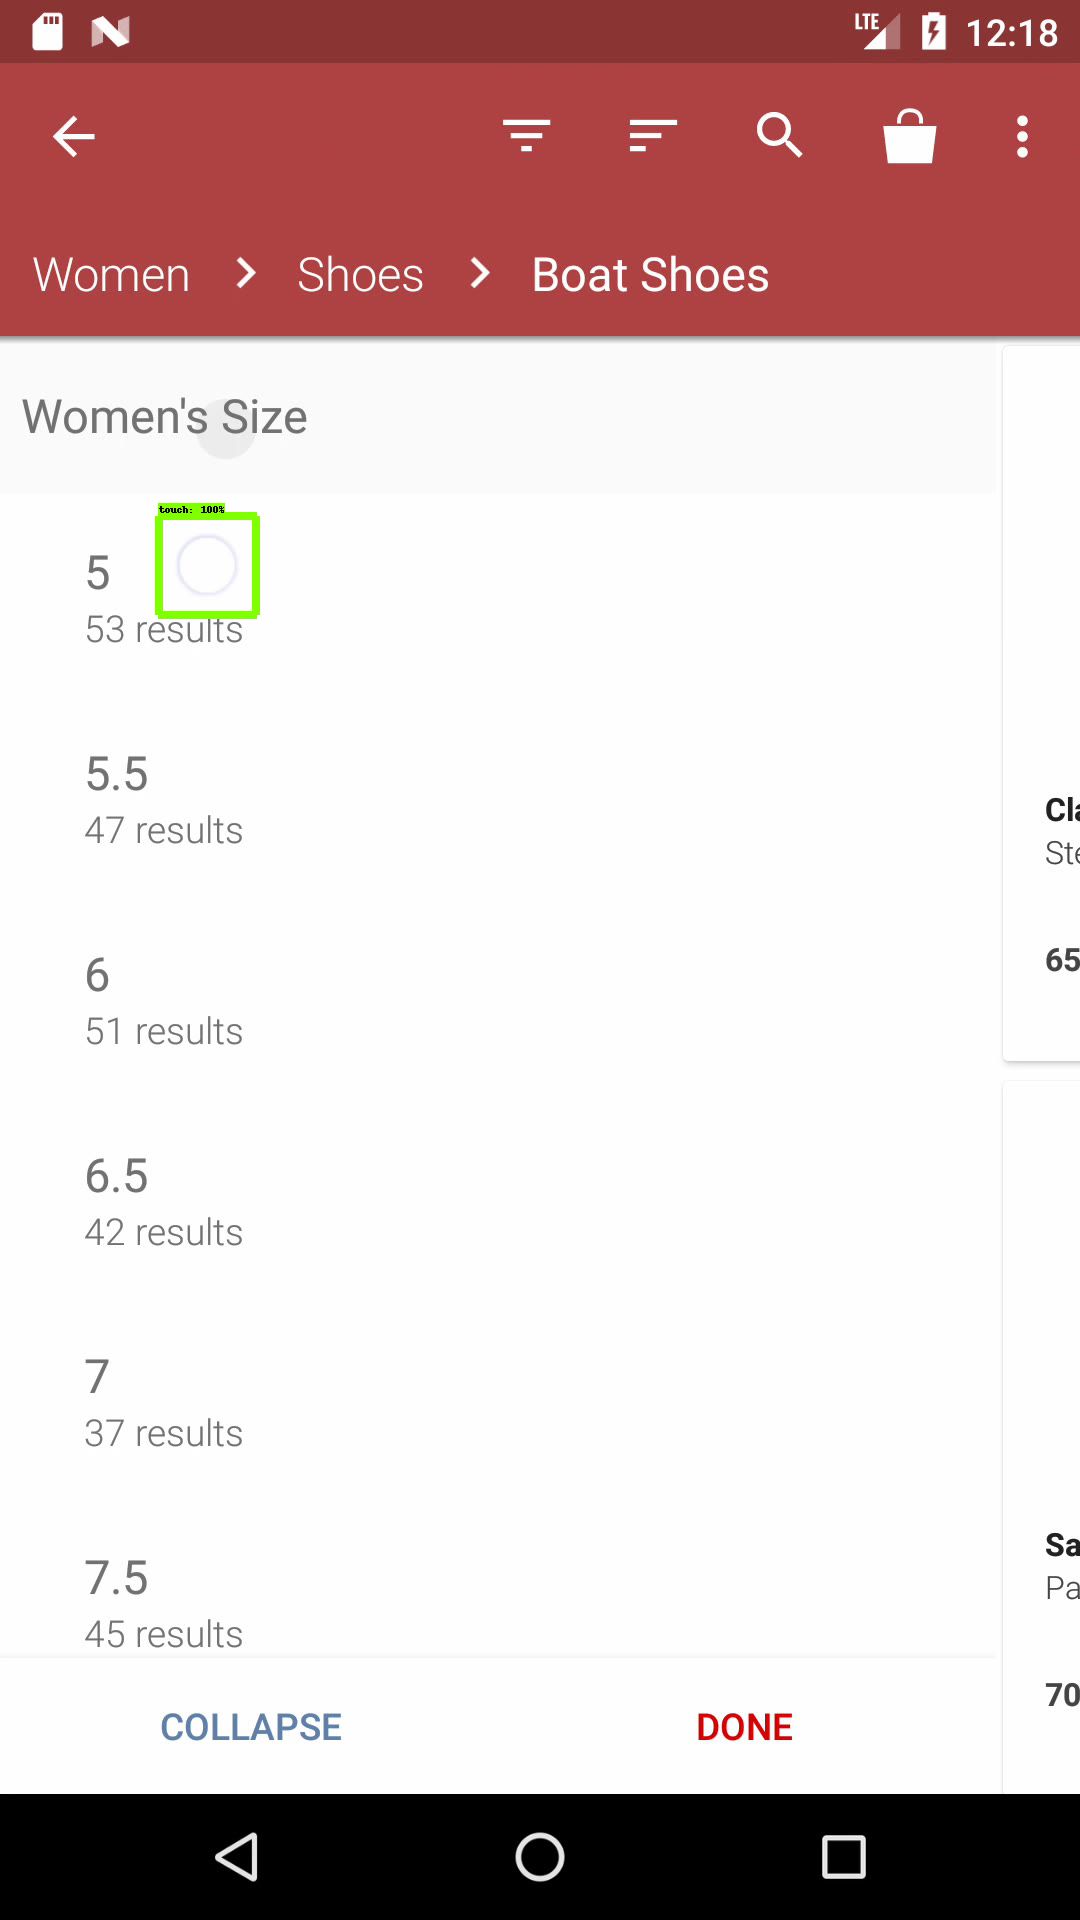 LTE 12:18
Women Shoes Boat Shoes
Women's Size
touch: 100%
5
53 results
5.5
47 results
Cla
Ste
6
65
51 results
6.5
42 results
7
37 results
Sa
7.5
Pa
45 results
70
COLLAPSE DONE